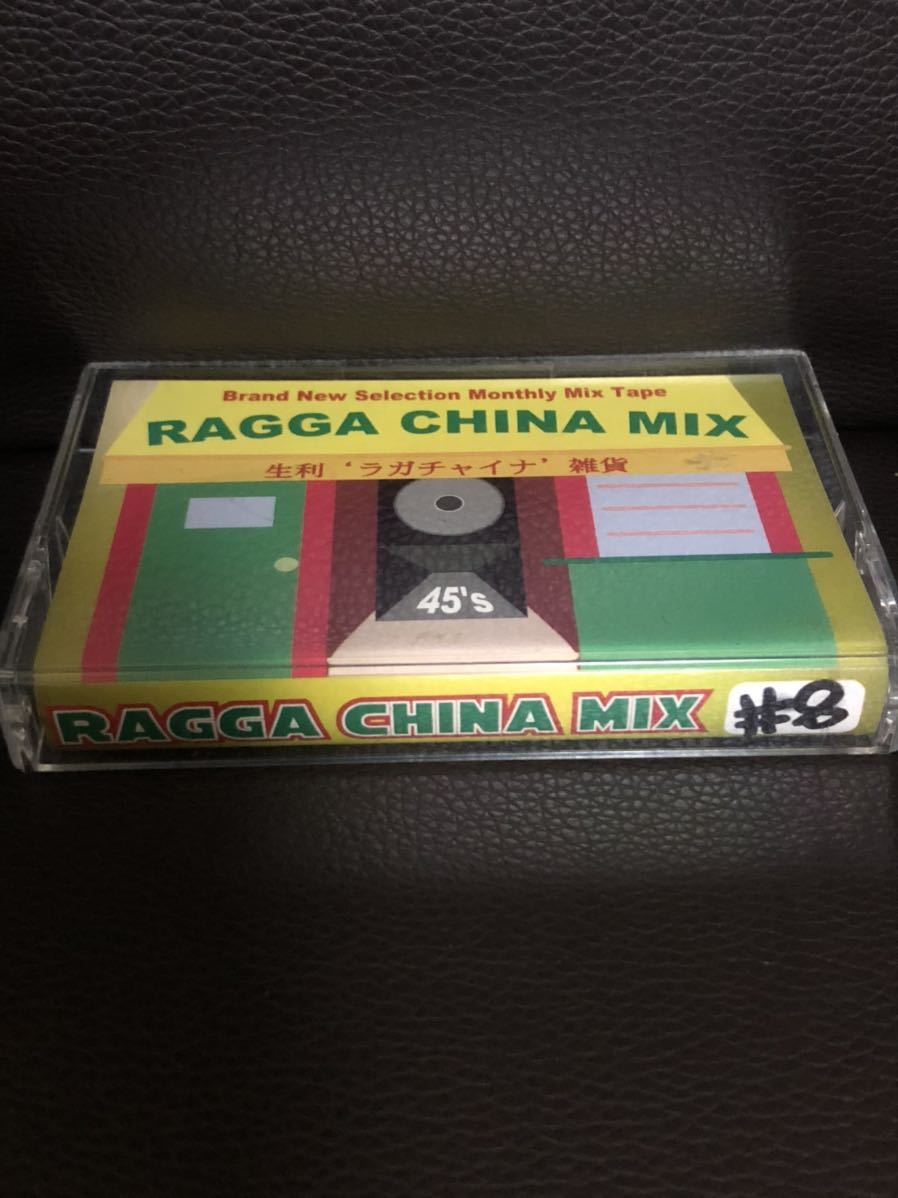 Brand New Selection Monthly Mix Tape
RAGGA CHINA MIX
生利 ‘ラガチャイナ’ 雑貨
45's
RAGGA CHINA MIX #8